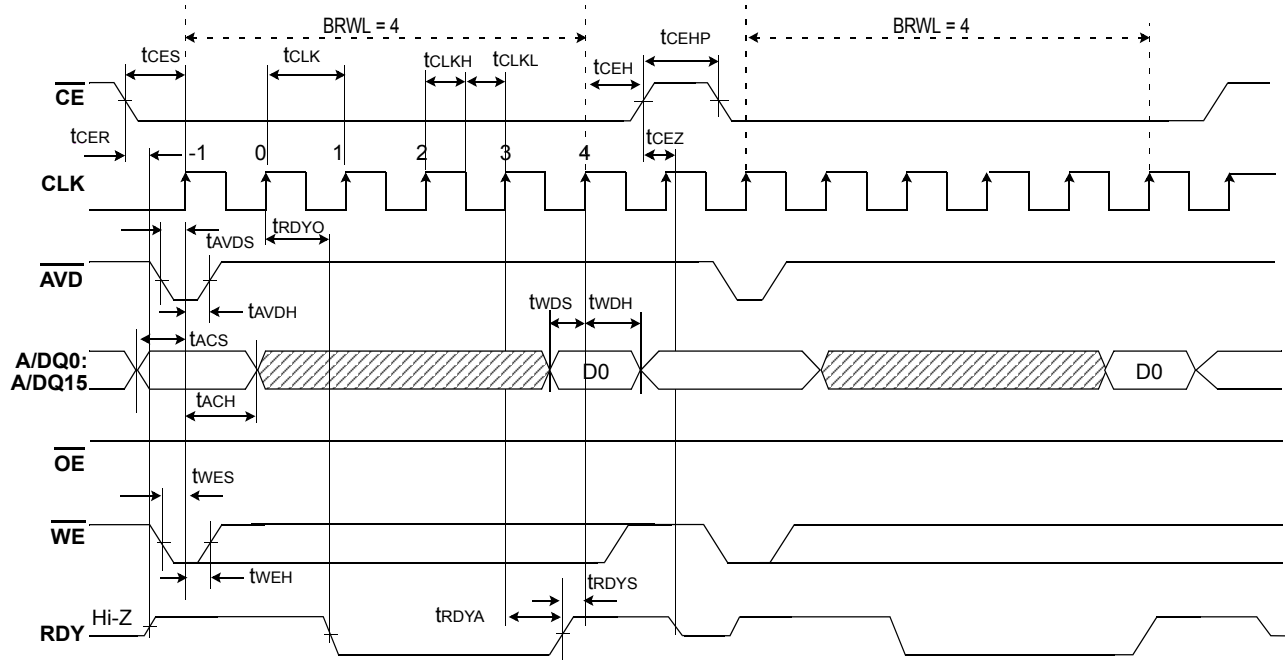 BRWL = 4
BRWL = 4
tCES
tCLK
tCLKH
tCLKL
tCEH
tCEHP
CE
tCER
tCEZ
-1 0 1 2 3 4
CLK
tRDYO
tAVDS
AVD
tAVDH
tWDS
tWDH
tACS
A/DQ0:
A/DQ15
D0
D0
tACH
OE
tWES
WE
tWEH
tRDYS
tRDYA
Hi-Z
RDY